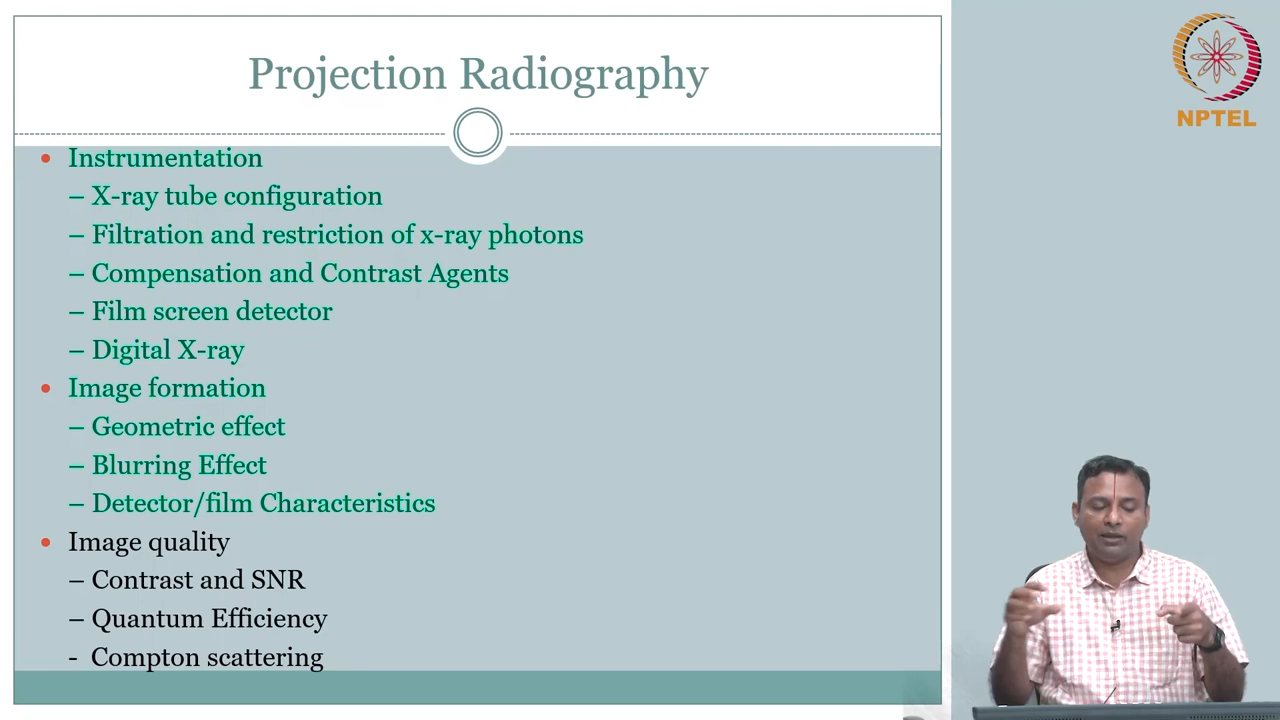 Projection Radiography
NPTEL
• Instrumentation
– X-ray tube configuration
– Filtration and restriction of x-ray photons
– Compensation and Contrast Agents
– Film screen detector
– Digital X-ray
• Image formation
– Geometric effect
– Blurring Effect
– Detector/film Characteristics
• Image quality
– Contrast and SNR
– Quantum Efficiency
- Compton scattering